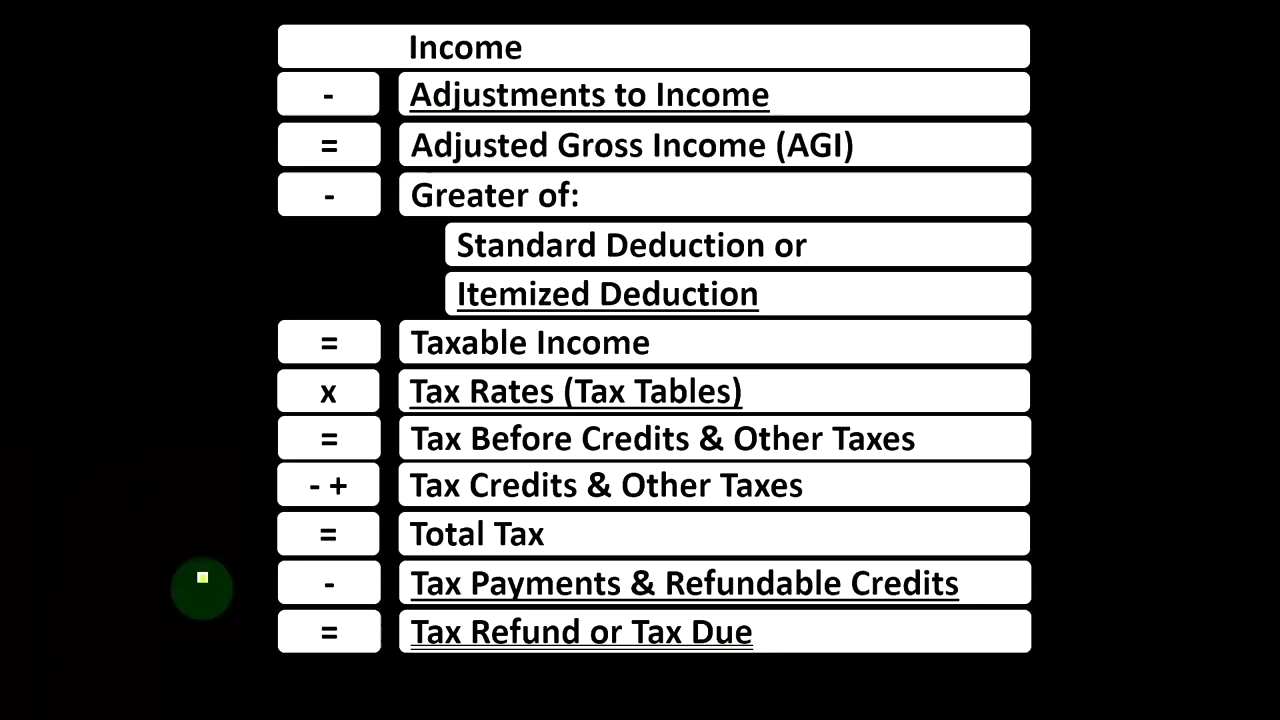 Income
- Adjustments to Income
= Adjusted Gross Income (AGI)
- Greater of:
Standard Deduction or
Itemized Deduction
= Taxable Income
x Tax Rates (Tax Tables)
= Tax Before Credits & Other Taxes
- + Tax Credits & Other Taxes
= Total Tax
- Tax Payments & Refundable Credits
= Tax Refund or Tax Due